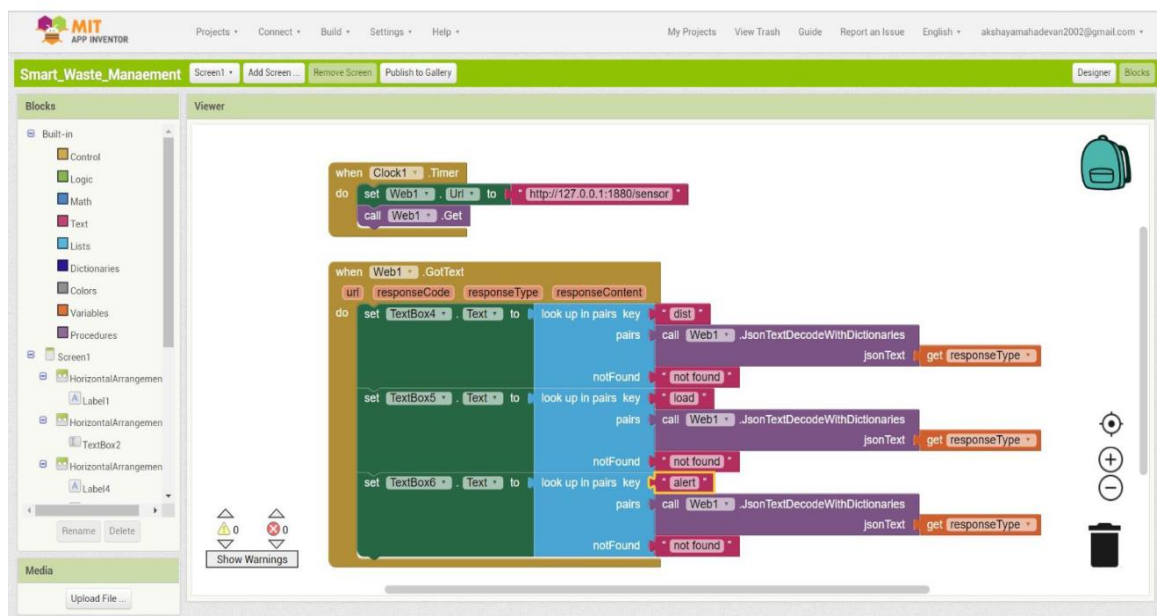 MIT
APP INVENTOR
Projects Connect Build Settings Help My Projects View Trash Guide Report an Issue English akshayamahadevan2002@gmail.com
Smart_Waste_Manaement Screen1 Add Screen ... Remove Screen Publish to Gallery Designer Blocks
Blocks
Viewer
Built-in
Control
Logic
Math
Text
Lists
Dictionaries
Colors
Variables
Procedures
Screen1
HorizontalArrangemen
Label1
HorizontalArrangemen
TextBox2
HorizontalArrangemen
Label4
Rename Delete
Media
Upload File ...
when Clock1 .Timer
do set Web1 . Url to " http://127.0.0.1:1880/sensor "
call Web1 .Get
when Web1 .GotText
url responseCode responseType responseContent
do set TextBox4 . Text to look up in pairs key " dist "
pairs call Web1 .JsonTextDecodeWithDictionaries
jsonText get responseType
notFound " not found "
set TextBox5 . Text to look up in pairs key " load "
pairs call Web1 .JsonTextDecodeWithDictionaries
jsonText get responseType
notFound " not found "
set TextBox6 . Text to look up in pairs key " alert "
pairs call Web1 .JsonTextDecodeWithDictionaries
jsonText get responseType
notFound " not found "
0 0
Show Warnings